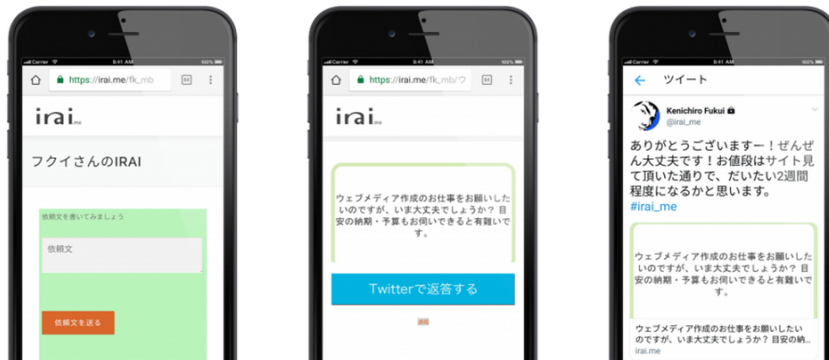 Carrier 9:41 AM 100%
https://irai.me/fk_mb
irai.me
フクイさんのIRAI
依頼文を書いてみましょう
依頼文
依頼文を送る
Carrier 9:41 AM 100%
https://irai.me/fk_mb/ウ
irai.me
ウェブメディア作成のお仕事をお願いした
いのですが、いま大丈夫でしょうか？ 目
安の納期・予算もお伺いできると有難いで
す。
Twitterで返答する
Carrier 9:41 AM 100%
ツイート
Kenichiro Fukui
@irai_me
ありがとうございますー！ぜんぜ
ん大丈夫です！お値段はサイト見
て頂いた通りで、だいたい2週間
程度になるかと思います。
#irai_me
ウェブメディア作成のお仕事をお願いした
いのですが、いま大丈夫でしょうか？ 目
安の納期・予算もお伺いできると有難いで
す。
ウェブメディア作成のお仕事をお願いしたい
のですが、いま大丈夫でしょうか？ 目安の納...
irai.me